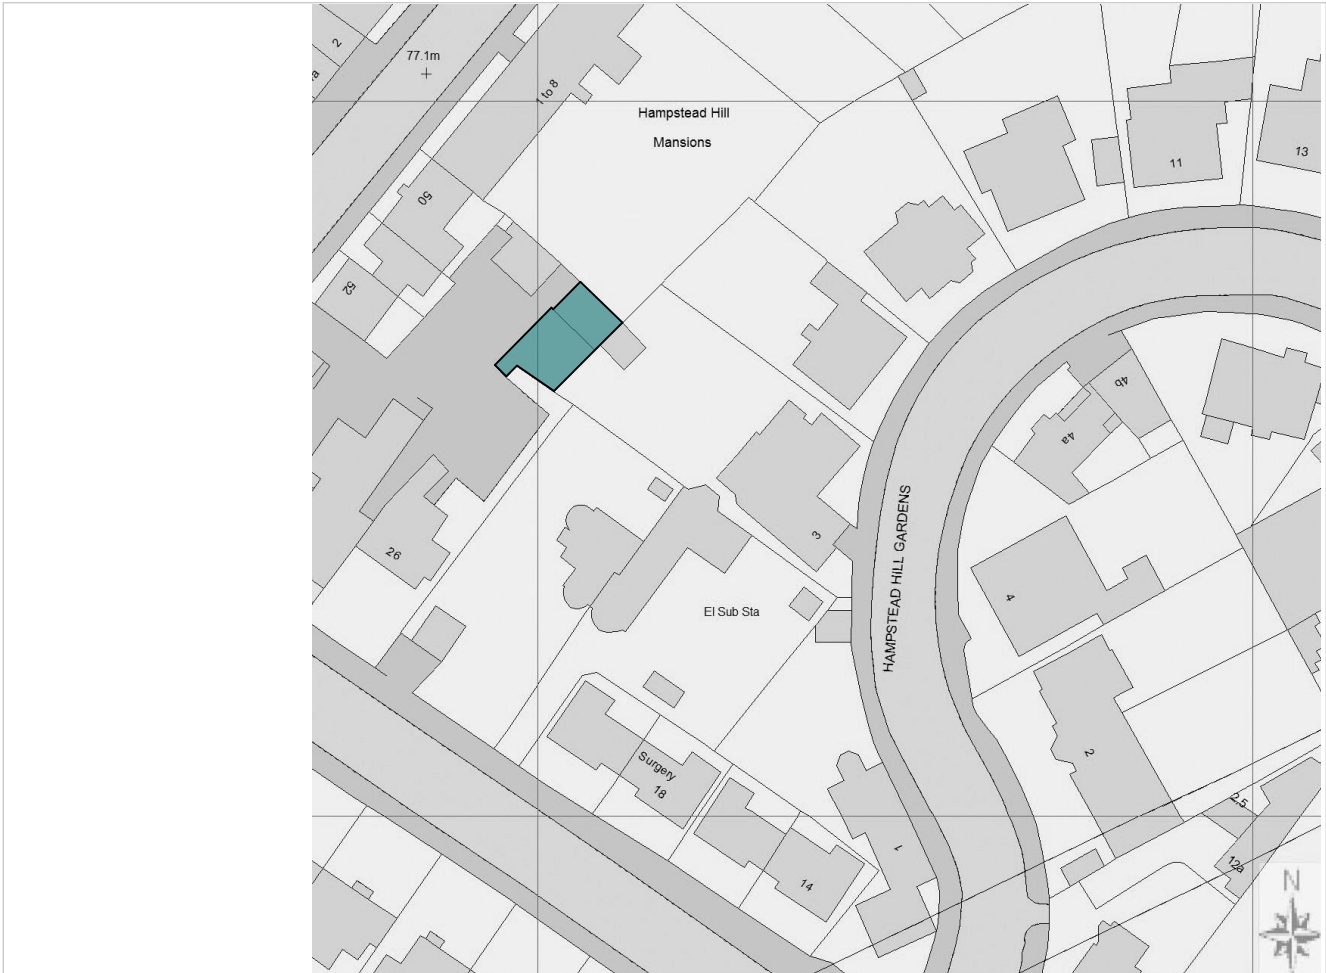 2
77.1m
1 to 8
Hampstead Hill
Mansions
50
52
11
13
4b
4a
26
3
HAMPSTEAD HILL GARDENS
4
El Sub Sta
2
Surgery
18
14
1
2.5
12a
N